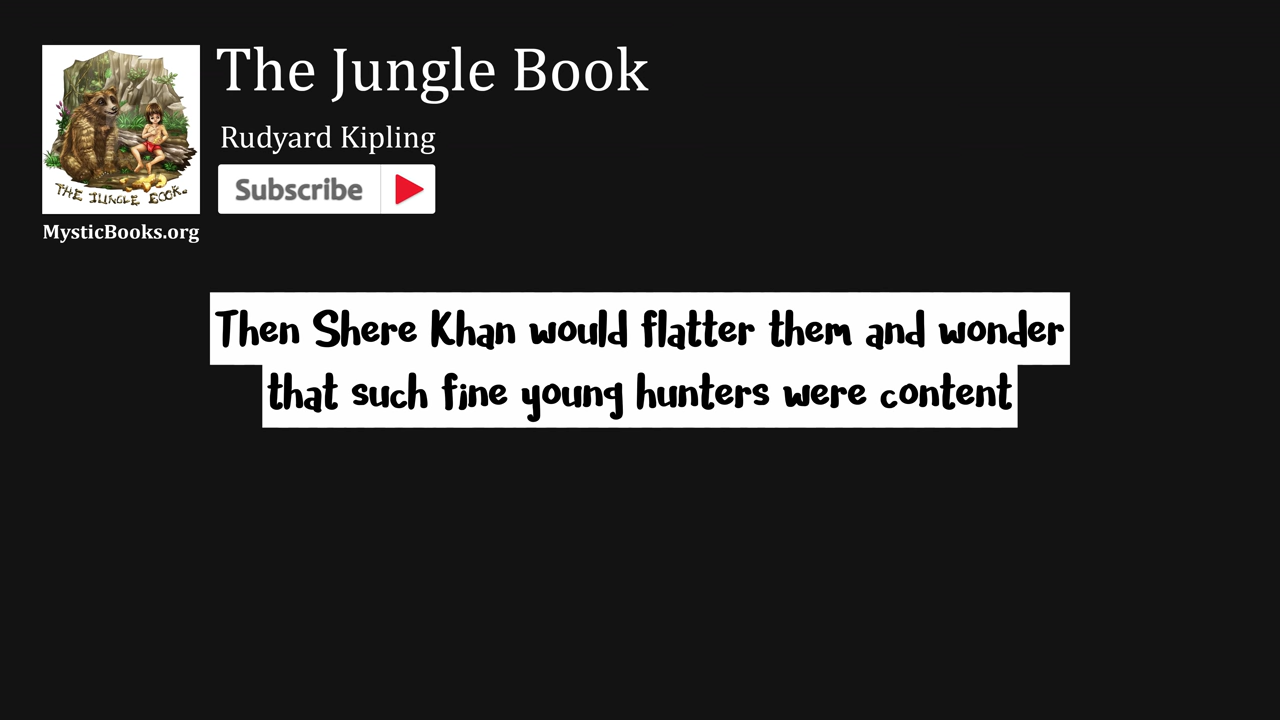 The Jungle Book
Rudyard Kipling
Subscribe
THE JUNGLE BOOK.
MysticBooks.org
Then Shere Khan would flatter them and wonder
that such fine young hunters were content